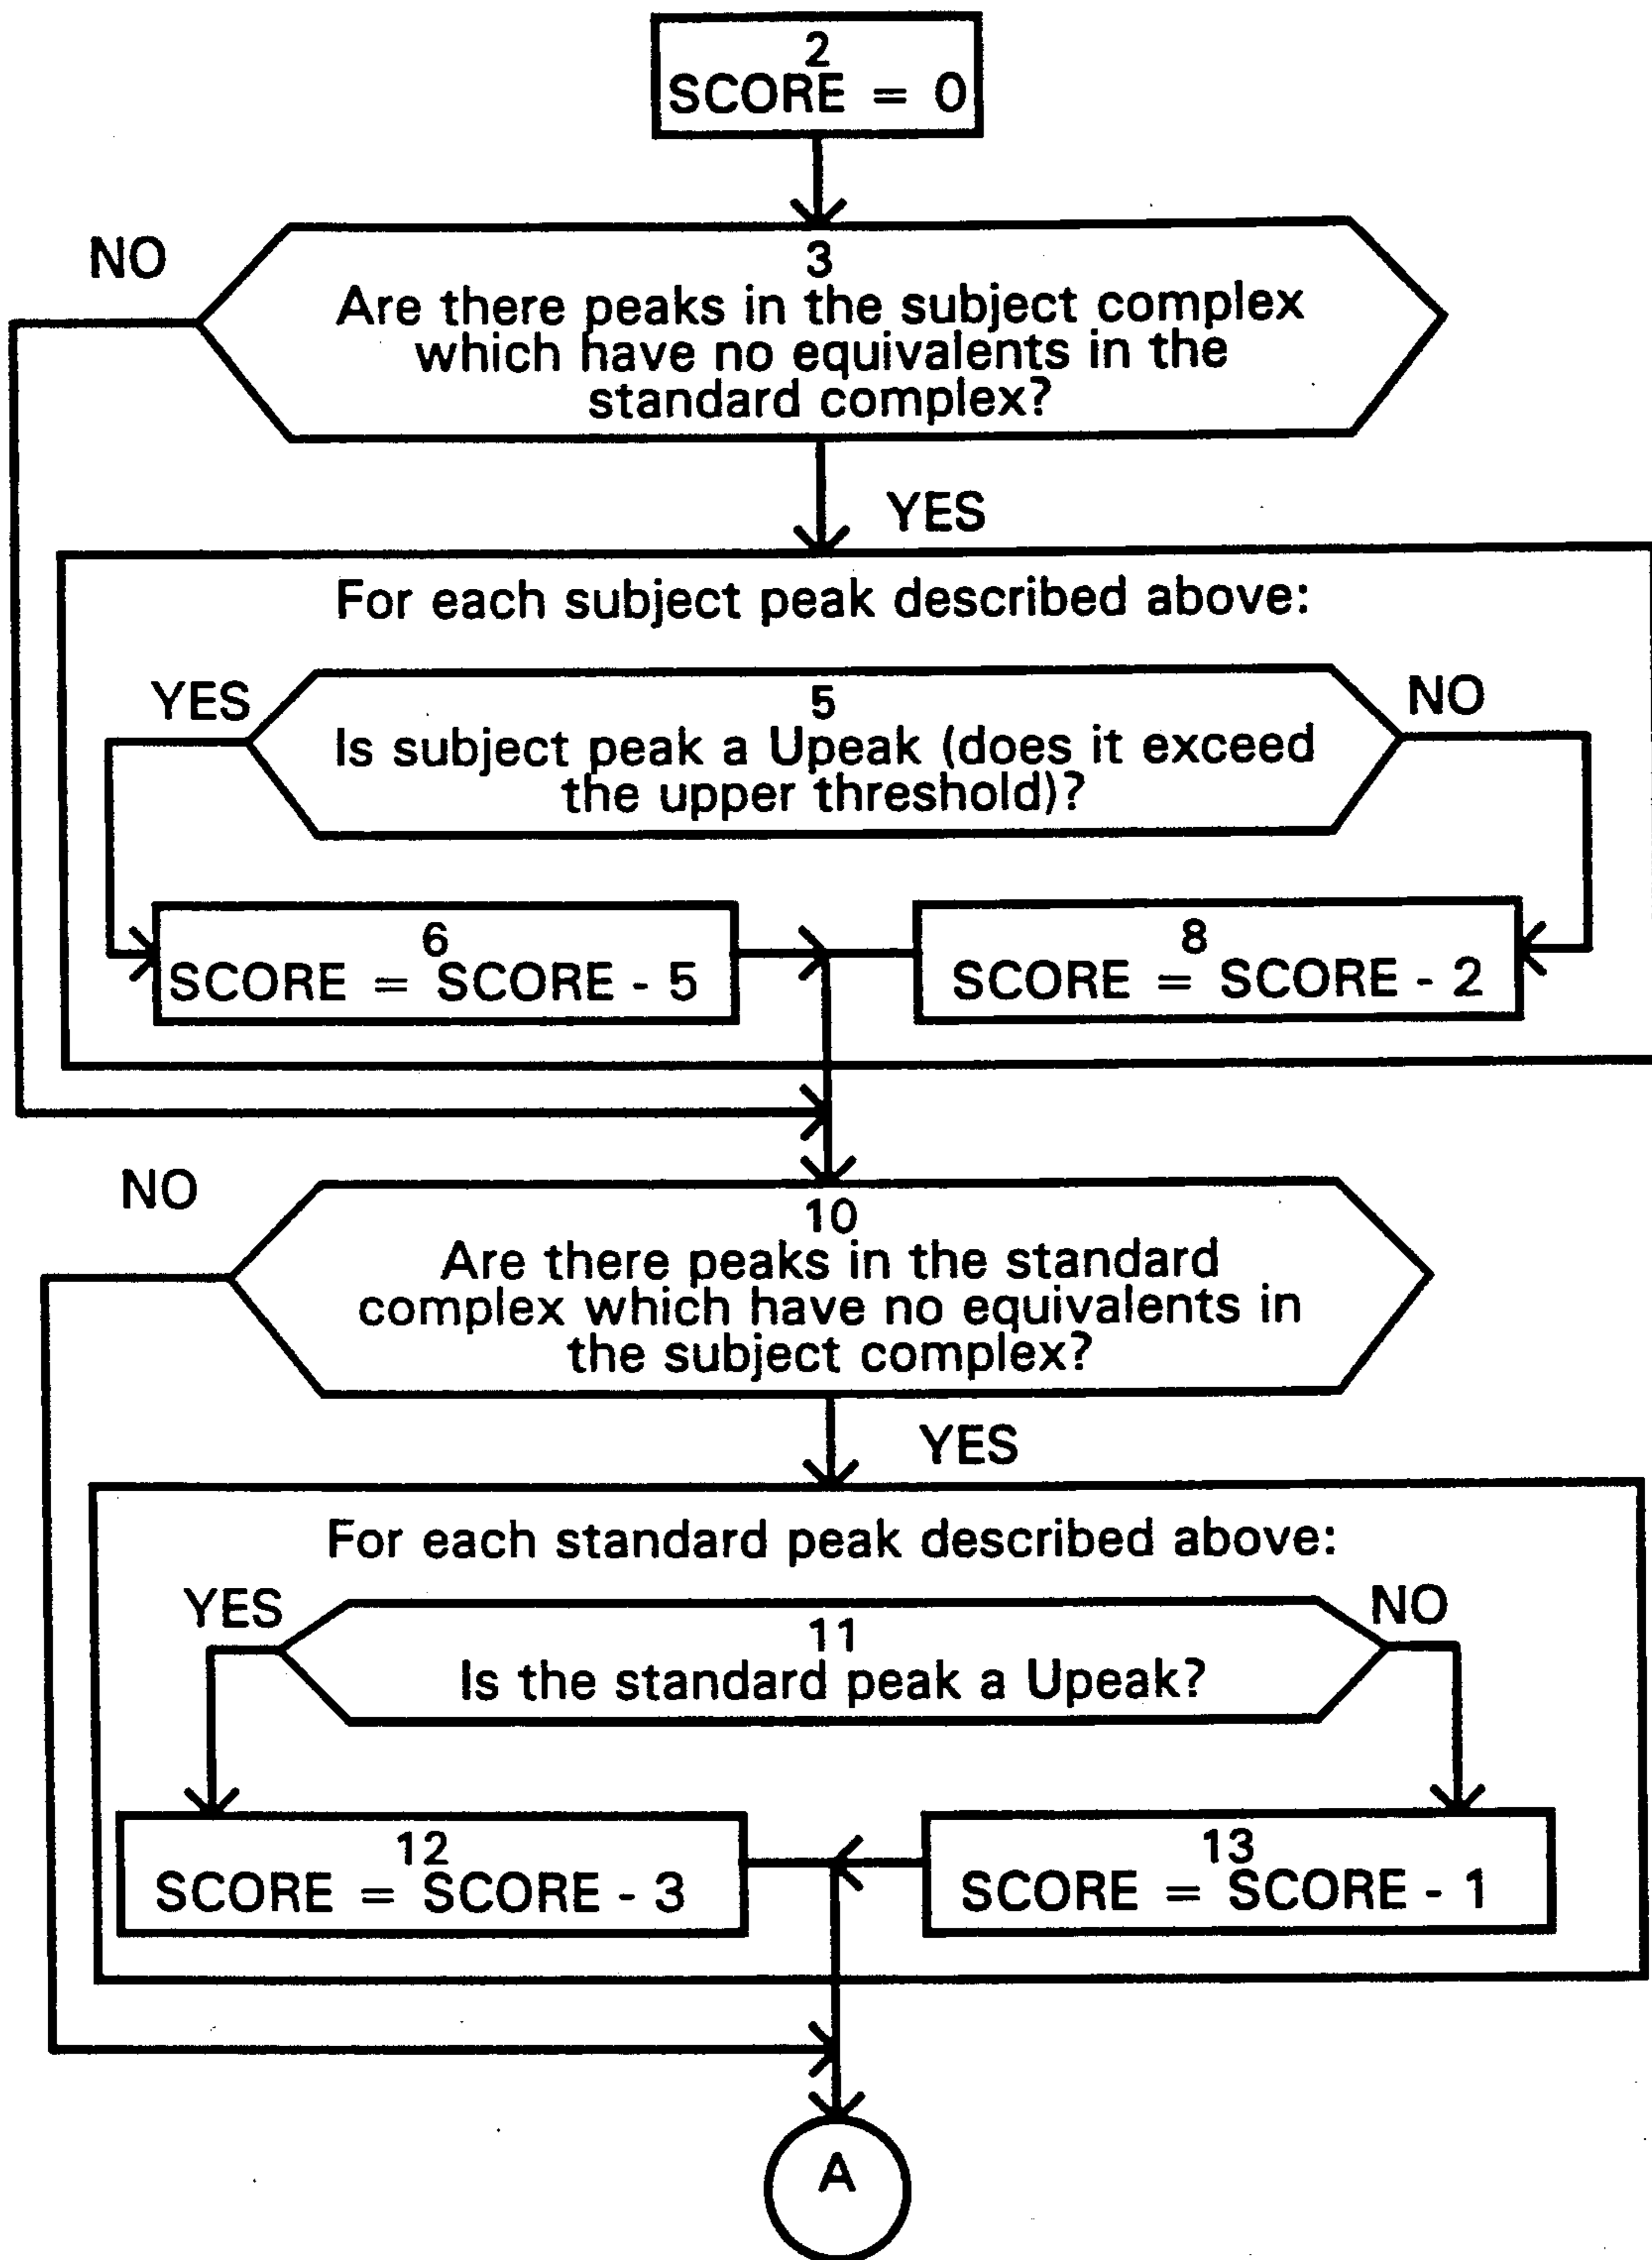 2
SCORE = 0
NO
3
Are there peaks in the subject complex
which have no equivalents in the
standard complex?
YES
For each subject peak described above:
YES
5
NO
Is subject peak a Upeak (does it exceed
the upper threshold)?
6
SCORE = SCORE - 5
8
SCORE = SCORE - 2
NO
10
Are there peaks in the standard
complex which have no equivalents in
the subject complex?
YES
For each standard peak described above:
YES
11
NO
Is the standard peak a Upeak?
12
SCORE = SCORE - 3
13
SCORE = SCORE - 1
A